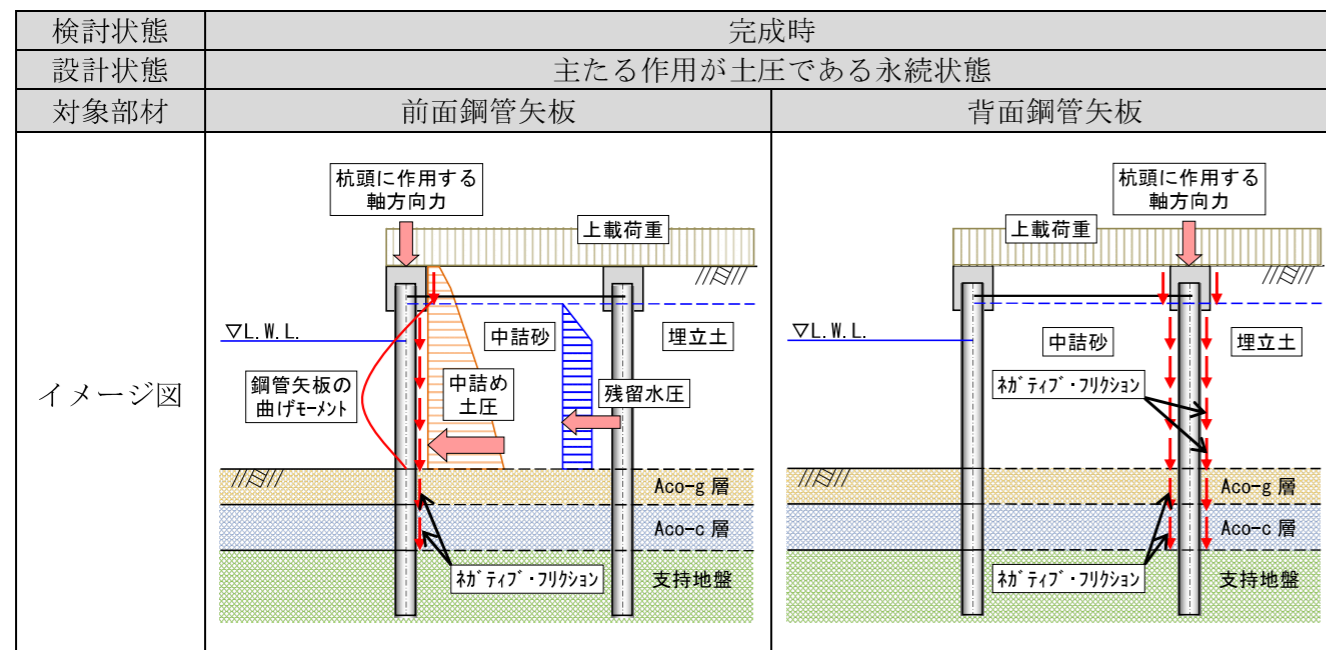 検討状態
完成時
設計状態
主たる作用が土圧である永続状態
対象部材
前面鋼管矢板
背面鋼管矢板
イメージ図
杭頭に作用する
軸方向力
上載荷重
▽L.W.L.
中詰砂
埋立土
鋼管矢板の
曲げﾓｰﾒﾝﾄ
中詰め
土圧
残留水圧
Aco-g 層
Aco-c 層
ﾈｶﾞﾃｨﾌﾞ・ﾌﾘｸｼｮﾝ
支持地盤
杭頭に作用する
軸方向力
上載荷重
▽L.W.L.
中詰砂
埋立土
ﾈｶﾞﾃｨﾌﾞ・ﾌﾘｸｼｮﾝ
Aco-g 層
Aco-c 層
ﾈｶﾞﾃｨﾌﾞ・ﾌﾘｸｼｮﾝ
支持地盤